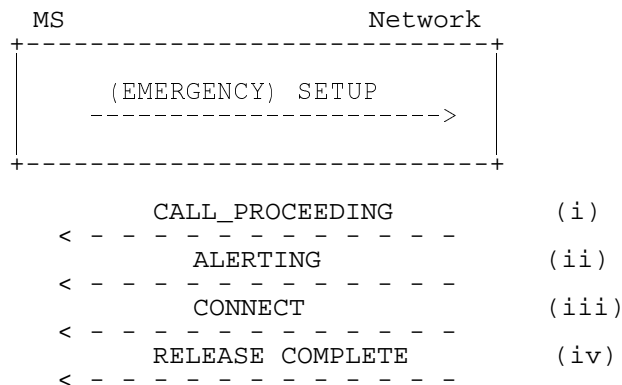 MS Network
(EMERGENCY) SETUP
CALL_PROCEEDING (i)
ALERTING (ii)
CONNECT (iii)
RELEASE COMPLETE (iv)